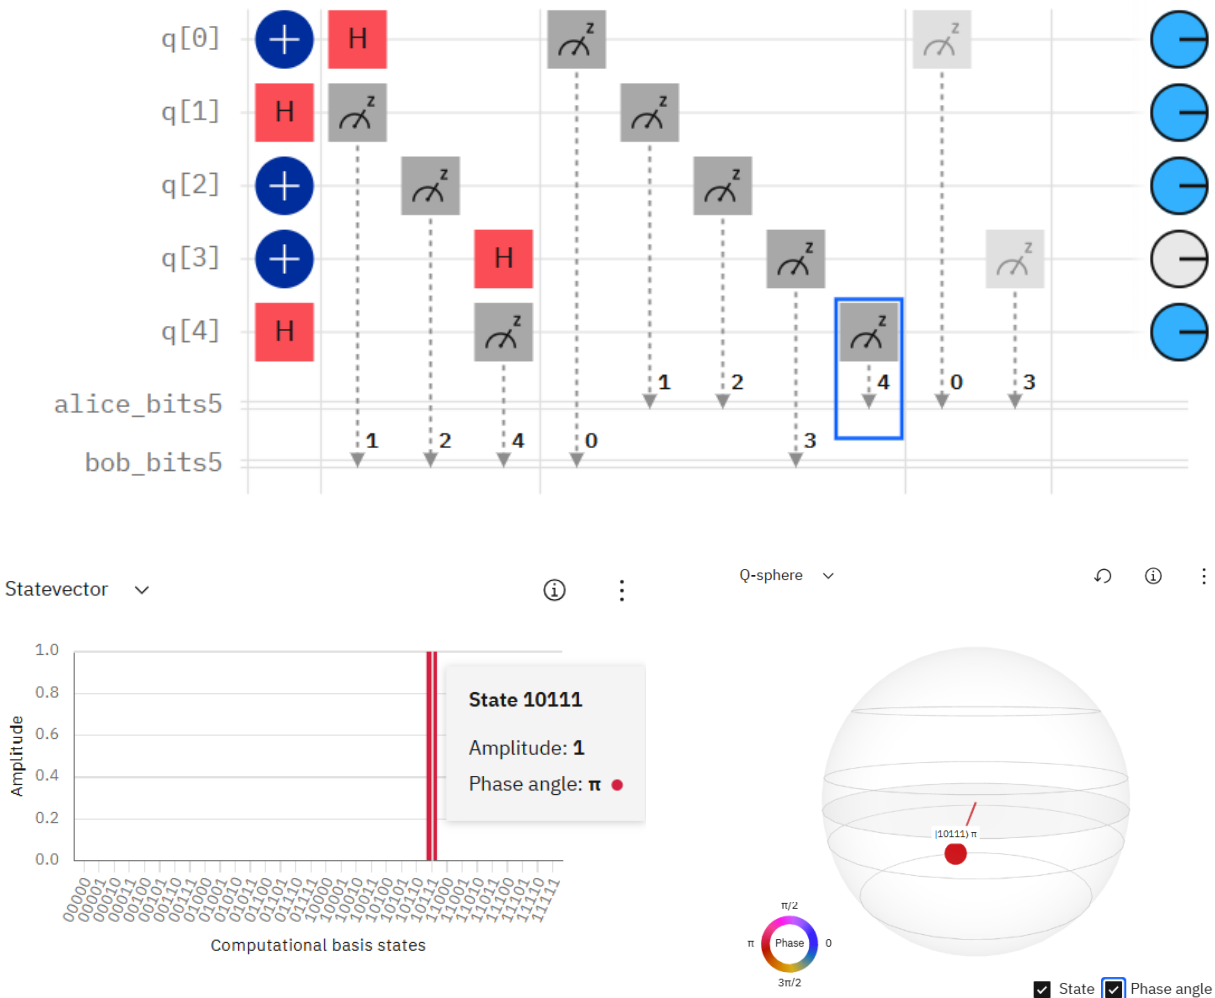 q[0] H z z
q[1] H z z
q[2] z z
q[3] H z z
q[4] H z z
1 2 4 0 3
alice_bits5
1 2 4 0 3
bob_bits5
Statevector
Q-sphere
1.0
0.8
0.6
0.4
0.2
0.0
Amplitude
State 10111
Amplitude: 1
Phase angle: π
00000 00001 00010 00011 00100 00101 00110 00111 01000 01001 01010 01011 01100 01101 01110 01111 10000 10001 10010 10011 10100 10101 10110 10111 11000 11001 11010 11011 11100 11101 11110 11111
Computational basis states
|10111⟩ π
π/2
π Phase 0
3π/2
State Phase angle